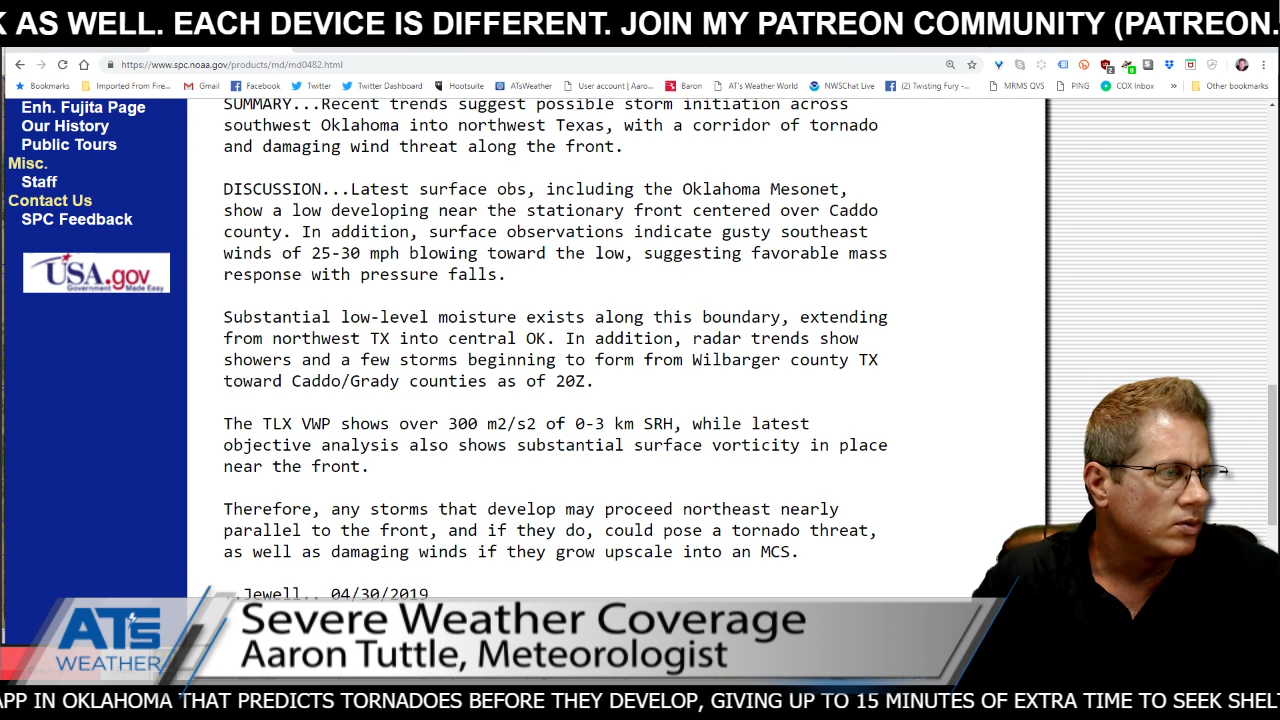 K AS WELL. EACH DEVICE IS DIFFERENT. JOIN MY PATREON COMMUNITY (PATREON.
https://www.spc.noaa.gov/products/md/md0482.html
Bookmarks Imported From Fire... Gmail Facebook Twitter Twitter Dashboard Hootsuite ATsWeather User account | Aaro... Baron AT's Weather World NWSChat Live (2) Twisting Fury -... MRMS QVS PING COX Inbox » Other bookmarks
Enh. Fujita Page
Our History
Public Tours
Misc.
Staff
Contact Us
SPC Feedback
USA.gov
Government Made Easy
SUMMARY...Recent trends suggest possible storm initiation across
southwest Oklahoma into northwest Texas, with a corridor of tornado
and damaging wind threat along the front.
DISCUSSION...Latest surface obs, including the Oklahoma Mesonet,
show a low developing near the stationary front centered over Caddo
county. In addition, surface observations indicate gusty southeast
winds of 25-30 mph blowing toward the low, suggesting favorable mass
response with pressure falls.
Substantial low-level moisture exists along this boundary, extending
from northwest TX into central OK. In addition, radar trends show
showers and a few storms beginning to form from Wilbarger county TX
toward Caddo/Grady counties as of 20Z.
The TLX VWP shows over 300 m2/s2 of 0-3 km SRH, while latest
objective analysis also shows substantial surface vorticity in place
near the front.
Therefore, any storms that develop may proceed northeast nearly
parallel to the front, and if they do, could pose a tornado threat,
as well as damaging winds if they grow upscale into an MCS.
..Jewell.. 04/30/2019
ATs
WEATHER
Severe Weather Coverage
Aaron Tuttle, Meteorologist
APP IN OKLAHOMA THAT PREDICTS TORNADOES BEFORE THEY DEVELOP, GIVING UP TO 15 MINUTES OF EXTRA TIME TO SEEK SHEL